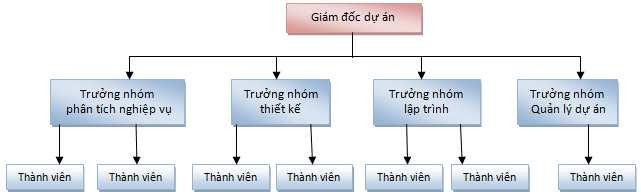 Giám đốc dự án
Trưởng nhóm
phân tích nghiệp vụ
Trưởng nhóm
thiết kế
Trưởng nhóm
lập trình
Trưởng nhóm
Quản lý dự án
Thành viên
Thành viên
Thành viên
Thành viên
Thành viên
Thành viên
Thành viên